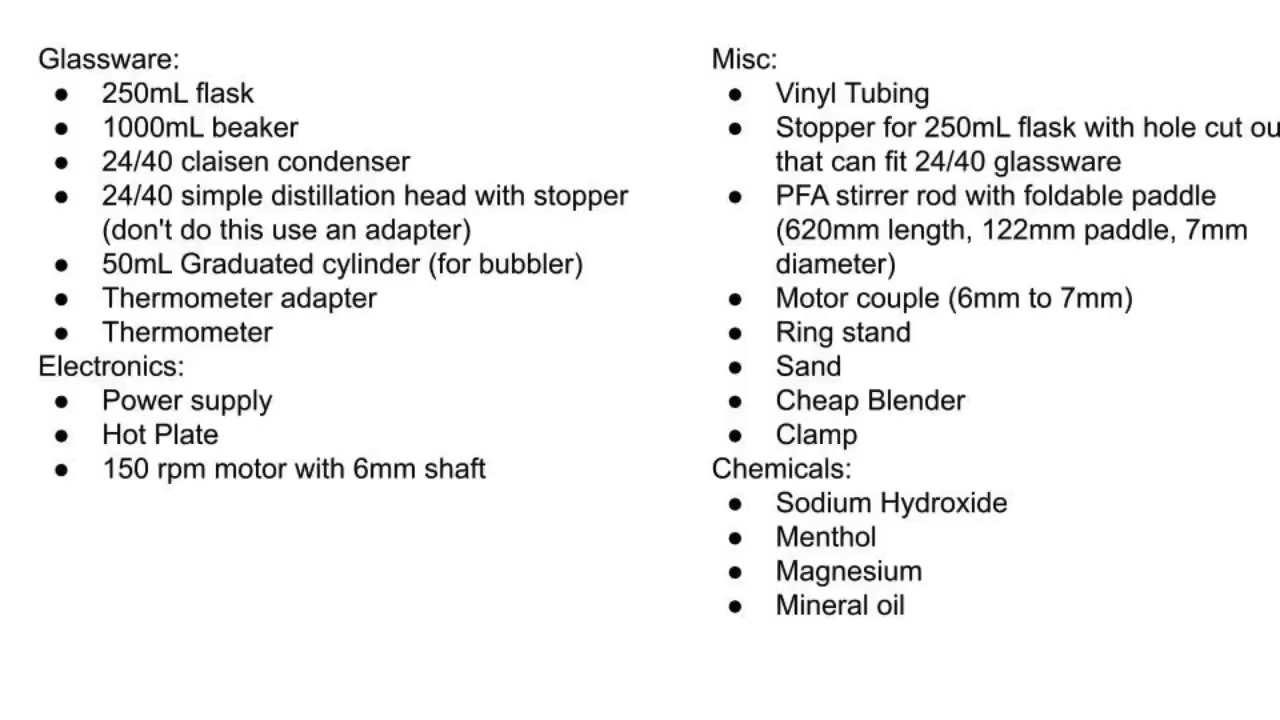 Glassware:
● 250mL flask
● 1000mL beaker
● 24/40 claisen condenser
● 24/40 simple distillation head with stopper
(don't do this use an adapter)
● 50mL Graduated cylinder (for bubbler)
● Thermometer adapter
● Thermometer
Electronics:
● Power supply
● Hot Plate
● 150 rpm motor with 6mm shaft
Misc:
● Vinyl Tubing
● Stopper for 250mL flask with hole cut ou
that can fit 24/40 glassware
● PFA stirrer rod with foldable paddle
(620mm length, 122mm paddle, 7mm
diameter)
● Motor couple (6mm to 7mm)
● Ring stand
● Sand
● Cheap Blender
● Clamp
Chemicals:
● Sodium Hydroxide
● Menthol
● Magnesium
● Mineral oil